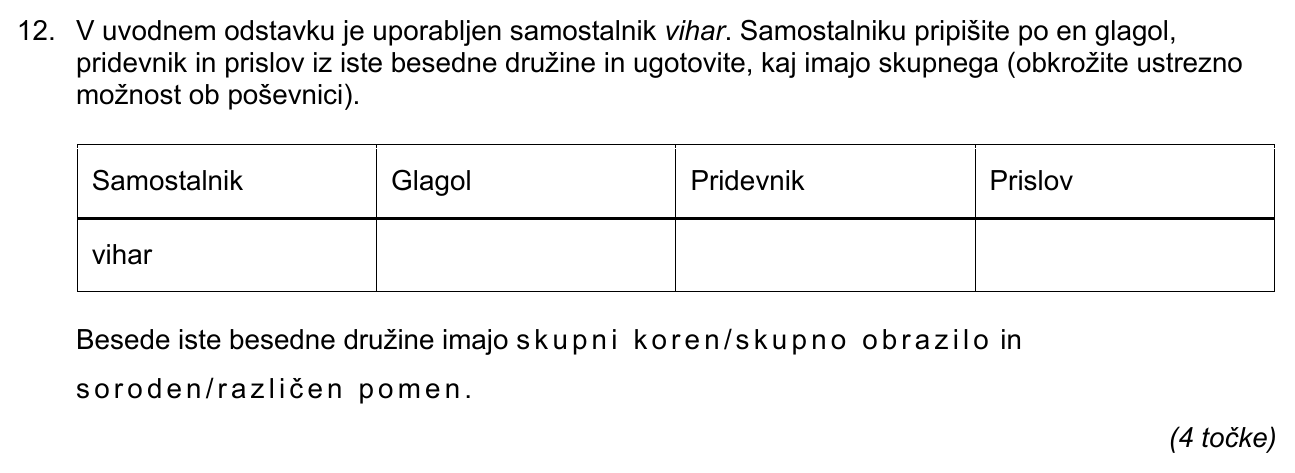 12. V uvodnem odstavku je uporabljen samostalnik vihar. Samostalniku pripišite po en glagol,
pridevnik in prislov iz iste besedne družine in ugotovite, kaj imajo skupnega (obkrožite ustrezno
možnost ob poševnici).
Samostalnik Glagol Pridevnik Prislov
vihar
Besede iste besedne družine imajo skupni koren/skupno obrazilo in
soroden/različen pomen.
(4 točke)